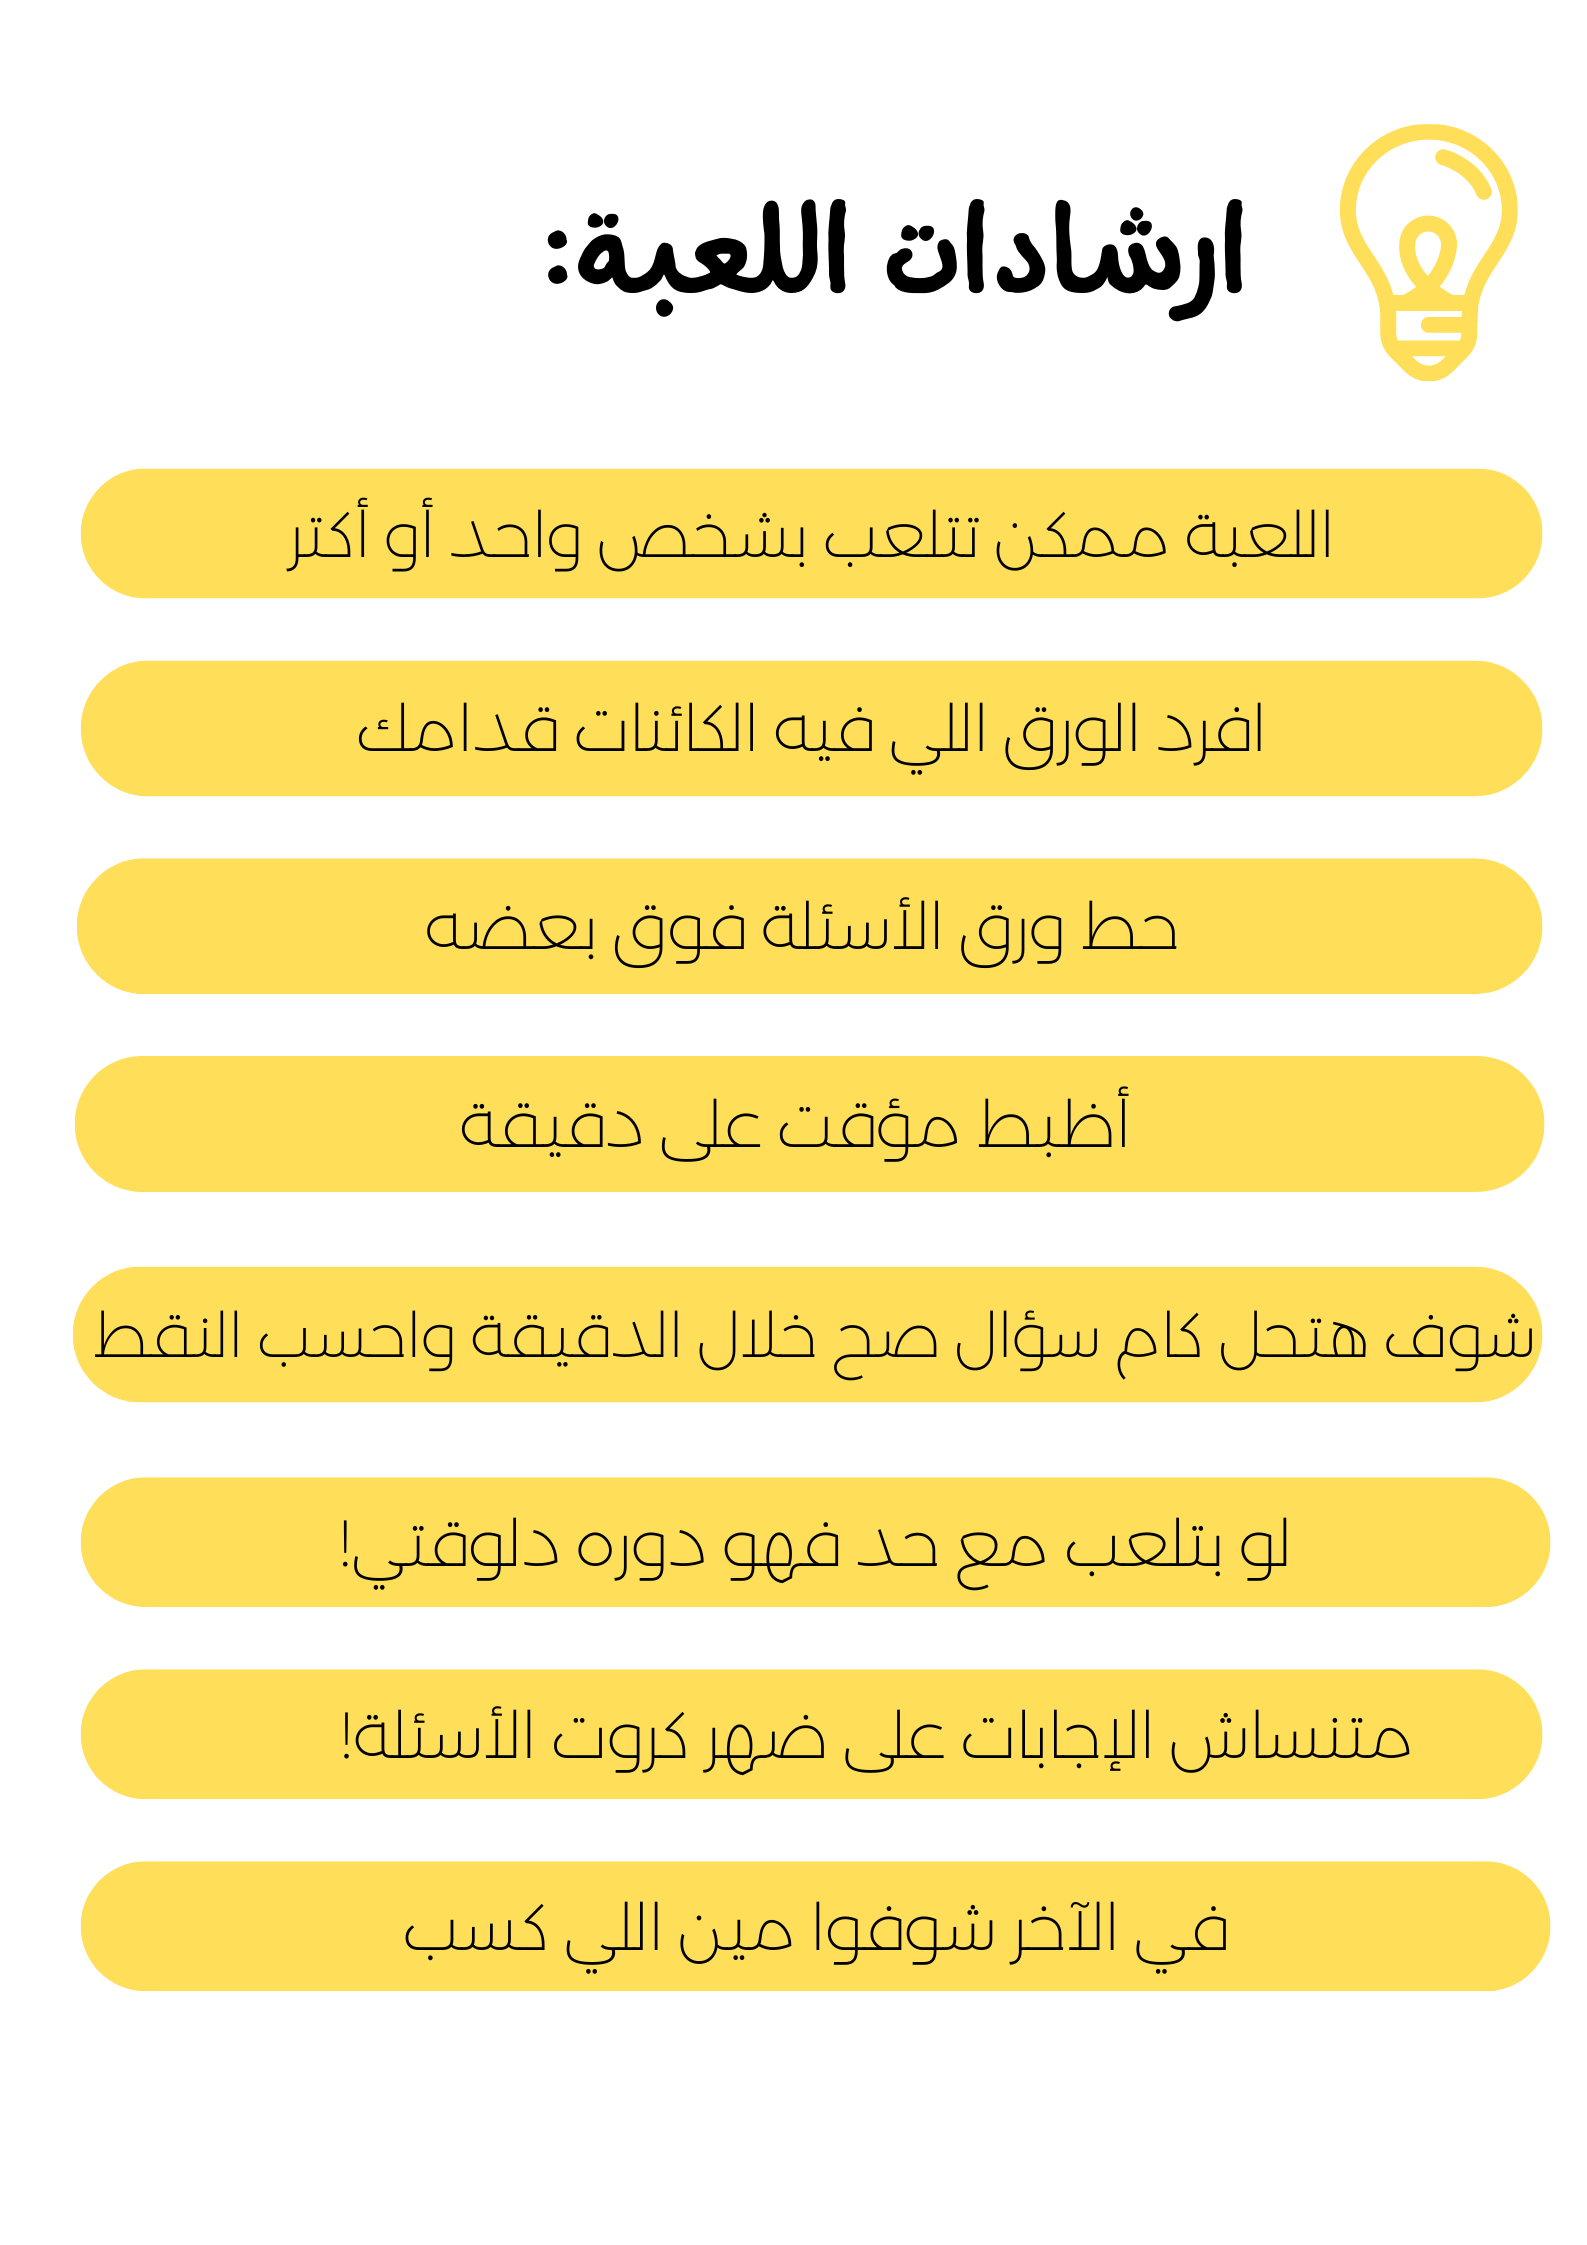 ارشادات اللعبة:
اللعبة ممكن تتلعب بشخص واحد أو أكتر
افرد الورق اللي فيه الكائنات قدامك
حط ورق الأسئلة فوق بعضه
أظبط مؤقت على دقيقة
شوف هتحل كام سؤال صح خلال الدقيقة واحسب النقط
لو بتلعب مع حد فهو دوره دلوقتي!
متنساش الإجابات على ضهر كروت الأسئلة!
في الآخر شوفوا مين اللي كسب